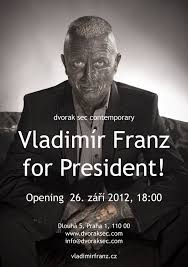 dvorak sec contemporary
Vladimír Franz
for President!
Opening 26. září 2012, 18:00
Dlouhá 5, Praha 1, 110 00
www.dvoraksec.com
info@dvoraksec.com
vladimirfranz.cz